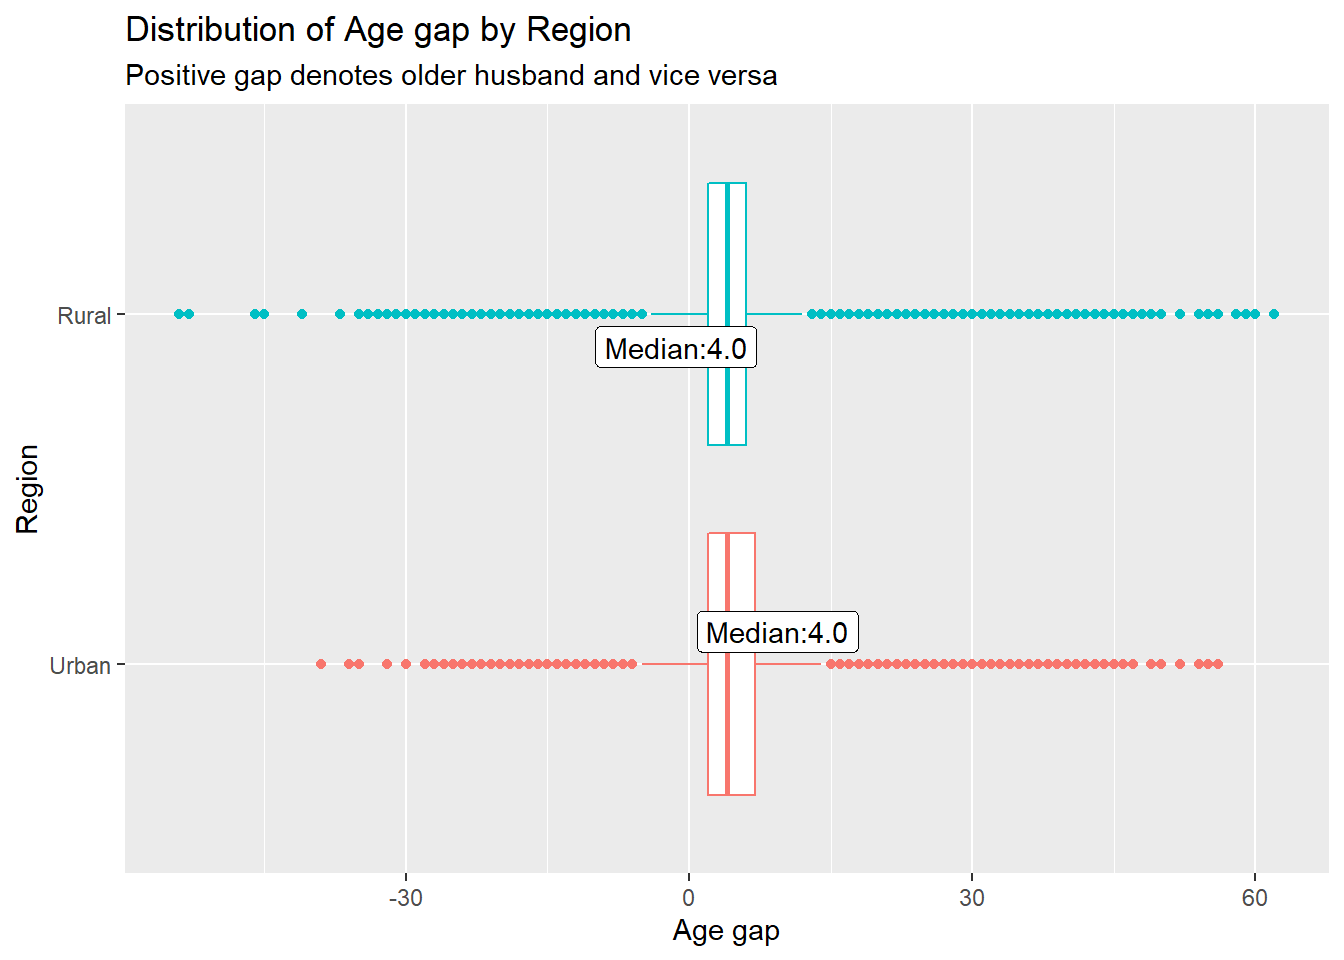 Distribution of Age gap by Region
Positive gap denotes older husband and vice versa
Rural
Median:4.0
Region
Median:4.0
Urban
-30
0
30
60
Age gap